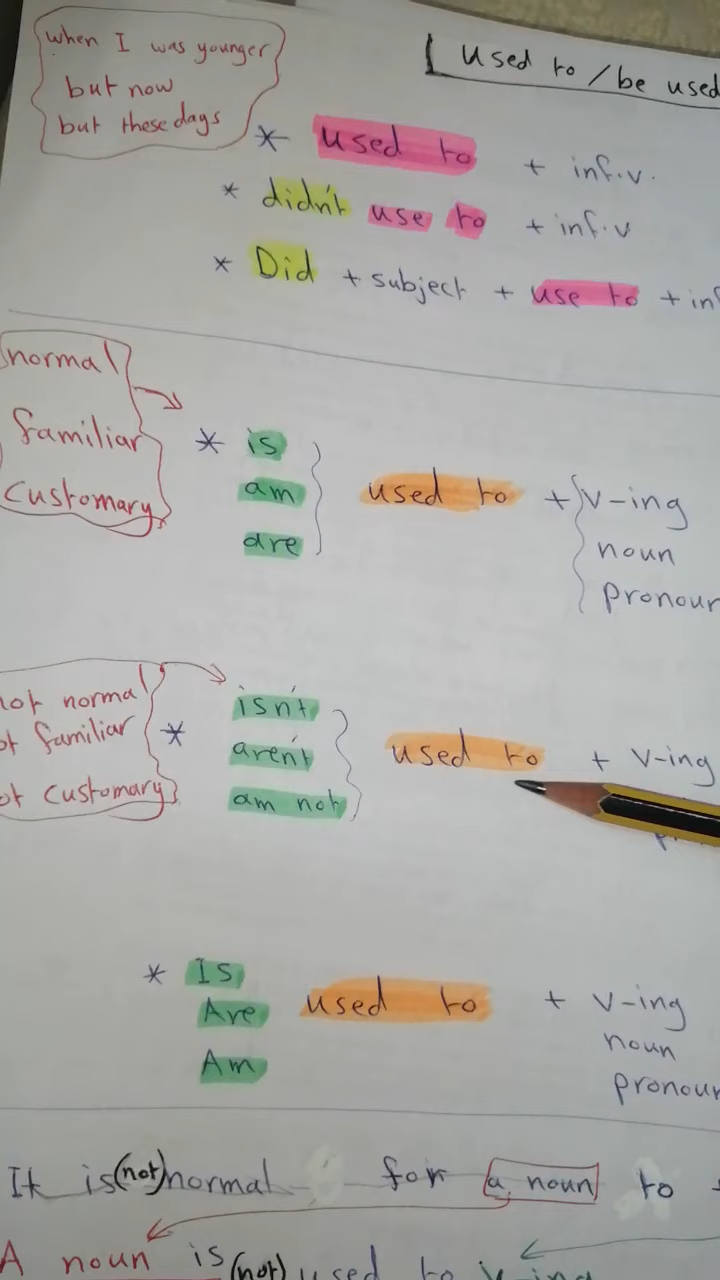 when I was younger
but now
but these days
used to / be used
* used to + inf.v.
* didn't use to + inf.v
* Did + subject + use to + inf
normal
familiar
customary
* is
am
are
used to + v-ing
noun
pronoun
not normal
not familiar
not customary
* isn't
aren't
am not
used to + v-ing
* Is
Are
Am
used to + v-ing
noun
pronoun
It is (not) normal for a noun to
A noun is (not) used to v-ing